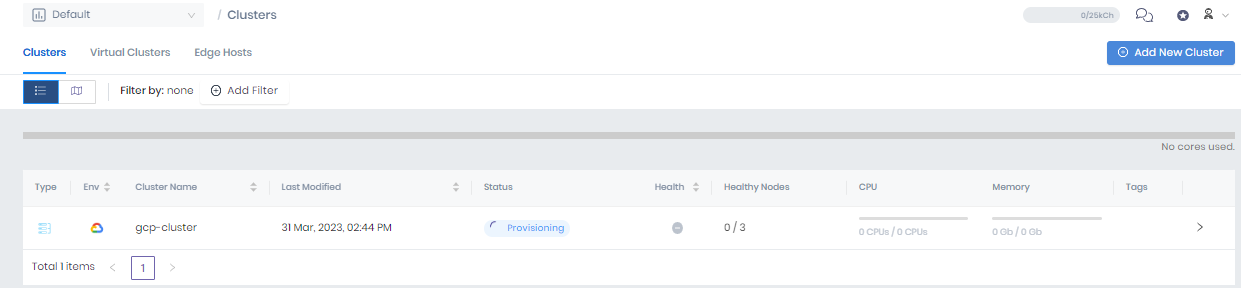 Default / Clusters 0/25kCh
Clusters Virtual Clusters Edge Hosts Add New Cluster
Filter by: none Add Filter
No cores used.
Type Env Cluster Name Last Modified Status Health Healthy Nodes CPU Memory Tags
gcp-cluster 31 Mar, 2023, 02:44 PM Provisioning 0 / 3 0 CPUs / 0 CPUs 0 Gb / 0 Gb
Total 1 items 1